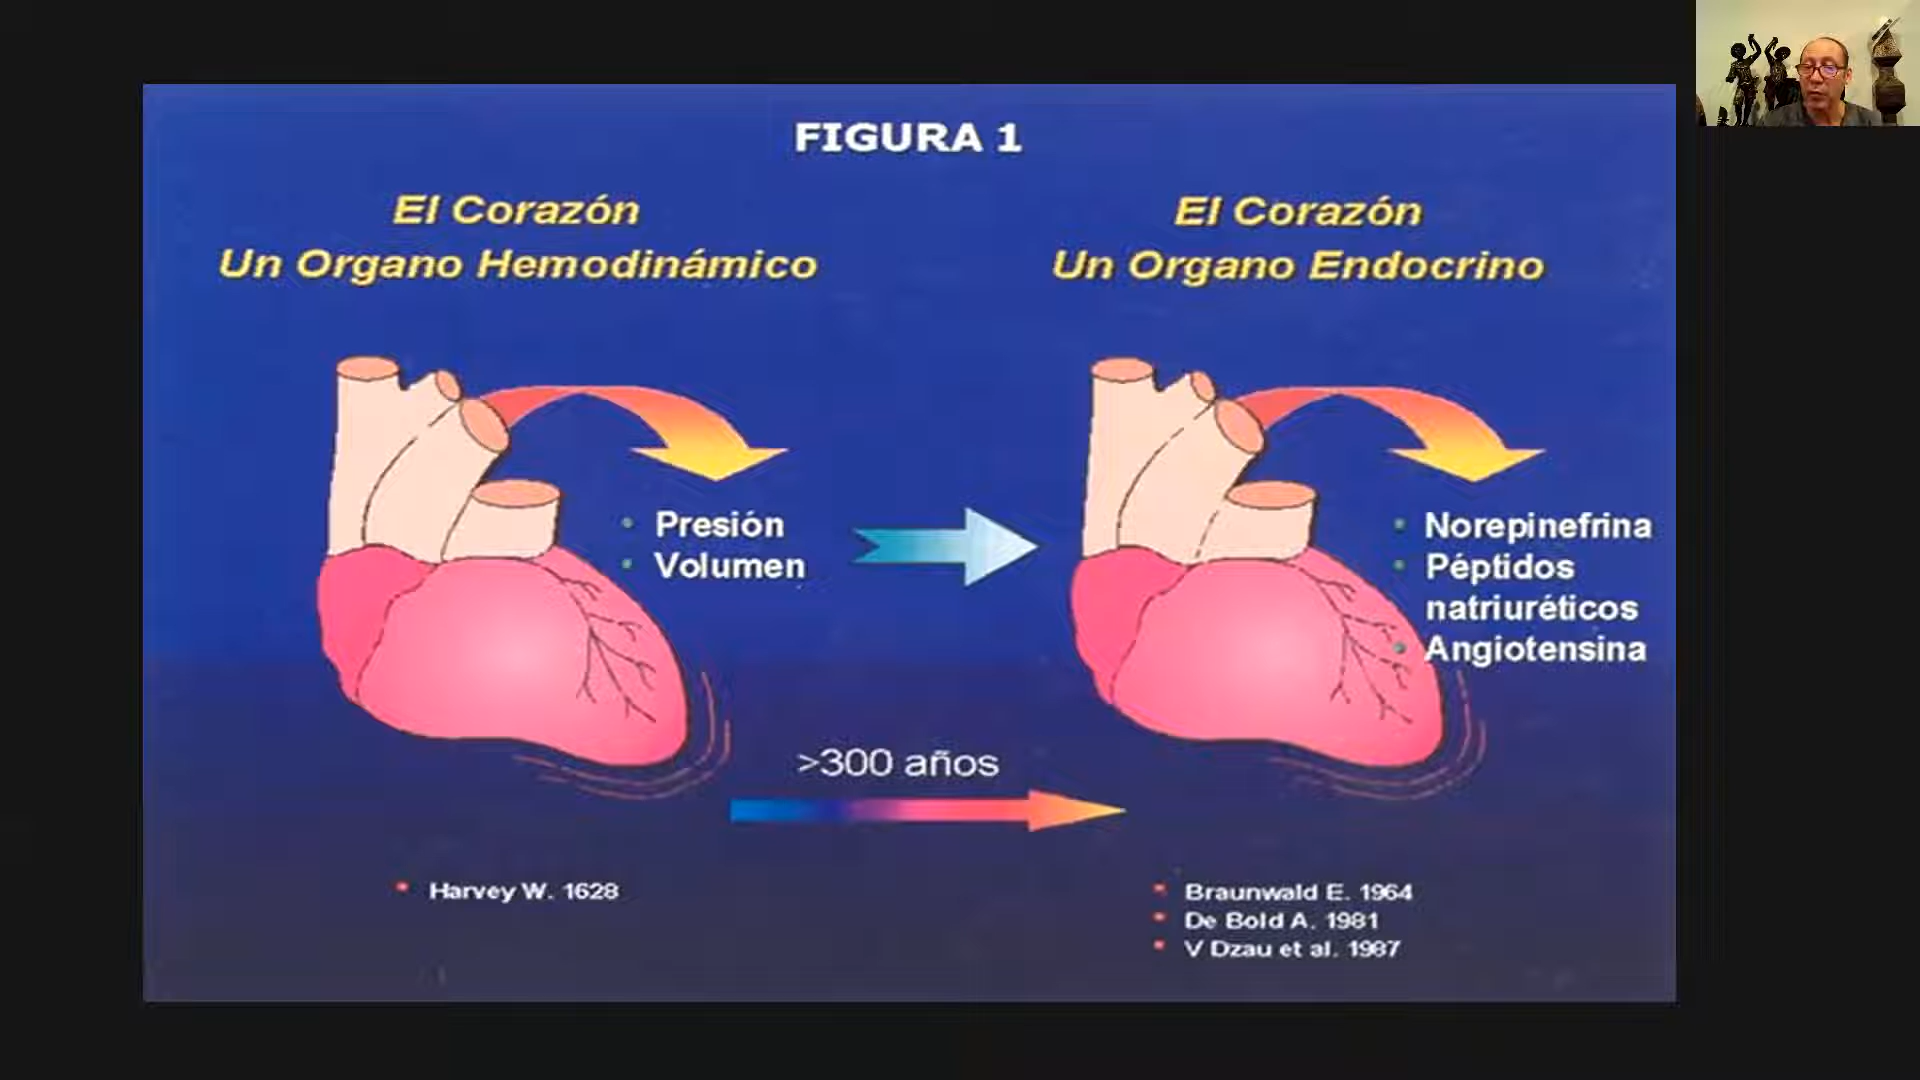 FIGURA 1
El Corazón
Un Organo Hemodinámico
El Corazón
Un Organo Endocrino
• Presión
• Volumen
• Norepinefrina
• Péptidos
natriuréticos
• Angiotensina
>300 años
• Harvey W. 1628
• Braunwald E. 1964
• De Bold A. 1981
• V Dzau et al. 1987